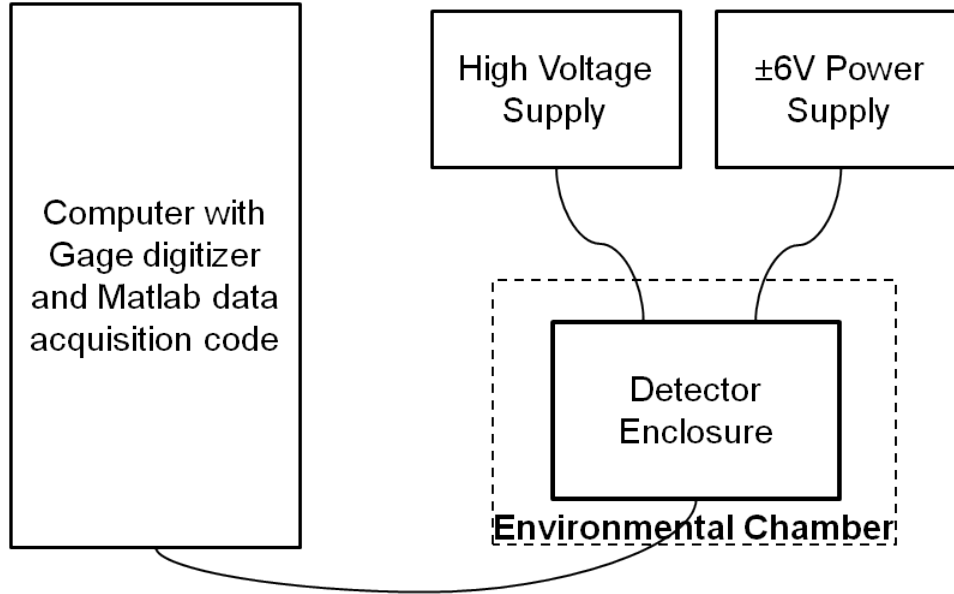 Computer with
Gage digitizer
and Matlab data
acquisition code
High Voltage
Supply
±6V Power
Supply
Detector
Enclosure
Environmental Chamber